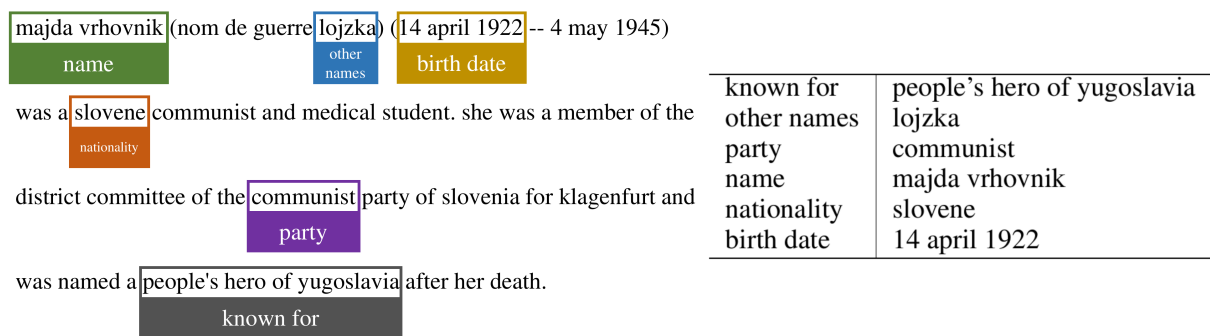 majda vrhovnik (nom de guerre lojzka) (14 april 1922 -- 4 may 1945)
name
other
names
birth date
was a slovene communist and medical student. she was a member of the
nationality
district committee of the communist party of slovenia for klagenfurt and
party
was named a people's hero of yugoslavia after her death.
known for
known for people’s hero of yugoslavia
other names lojzka
party communist
name majda vrhovnik
nationality slovene
birth date 14 april 1922